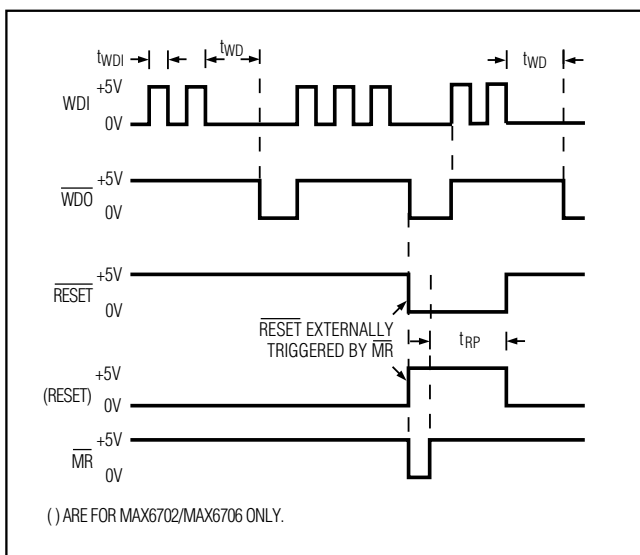 tWDI
tWD
tWD
WDI
+5V
0V
WDO
+5V
0V
RESET
+5V
0V
RESET EXTERNALLY
TRIGGERED BY MR
tRP
(RESET)
+5V
0V
MR
+5V
0V
( ) ARE FOR MAX6702/MAX6706 ONLY.